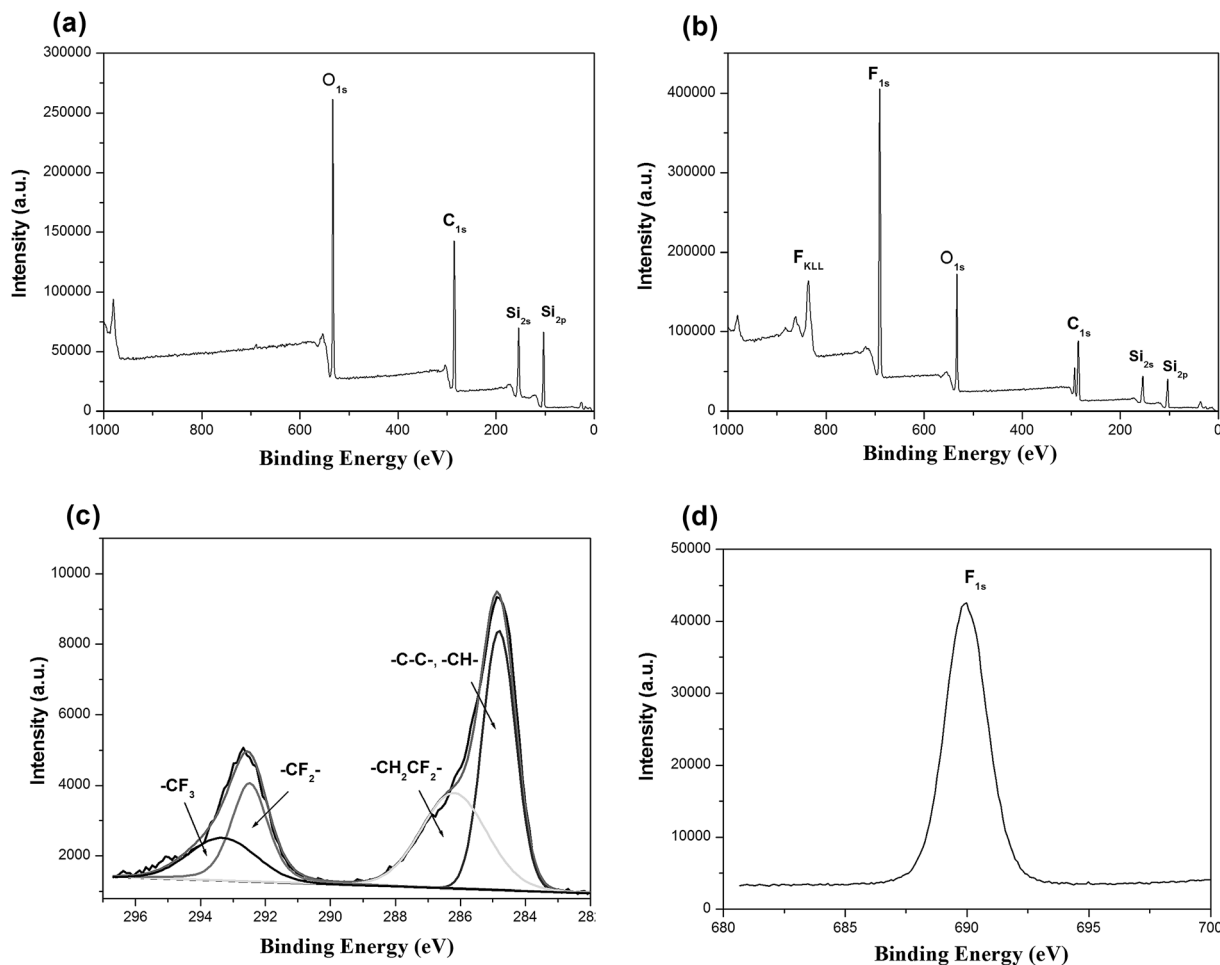 (a)
300000
250000
200000
150000
100000
50000
0
Intensity (a.u.)
O1s
C1s
Si2s
Si2p
1000 800 600 400 200 0
Binding Energy (eV)
(b)
400000
300000
200000
100000
0
Intensity (a.u.)
F1s
FKLL
O1s
C1s
Si2s
Si2p
1000 800 600 400 200 0
Binding Energy (eV)
(c)
10000
8000
6000
4000
2000
Intensity (a.u.)
-C-C-, -CH-
-CH2CF2-
-CF3
-CF2-
296 294 292 290 288 286 284
Binding Energy (eV)
(d)
50000
40000
30000
20000
10000
0
Intensity (a.u.)
F1s
680 685 690 695 700
Binding Energy (eV)